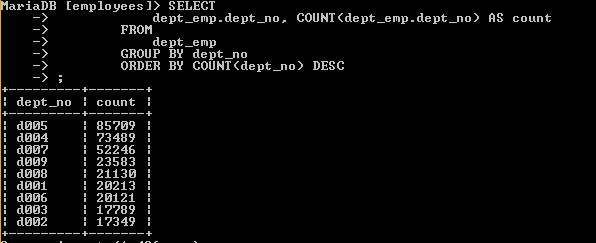 MariaDB [employees]> SELECT
    ->             dept_emp.dept_no, COUNT(dept_emp.dept_no) AS count
    ->         FROM
    ->             dept_emp
    ->         GROUP BY dept_no
    ->         ORDER BY COUNT(dept_no) DESC
    -> ;
+---------+-------+
| dept_no | count |
+---------+-------+
| d005    | 85709 |
| d004    | 73489 |
| d007    | 52246 |
| d009    | 23583 |
| d008    | 21130 |
| d001    | 20213 |
| d006    | 20121 |
| d003    | 17789 |
| d002    | 17349 |
+---------+-------+